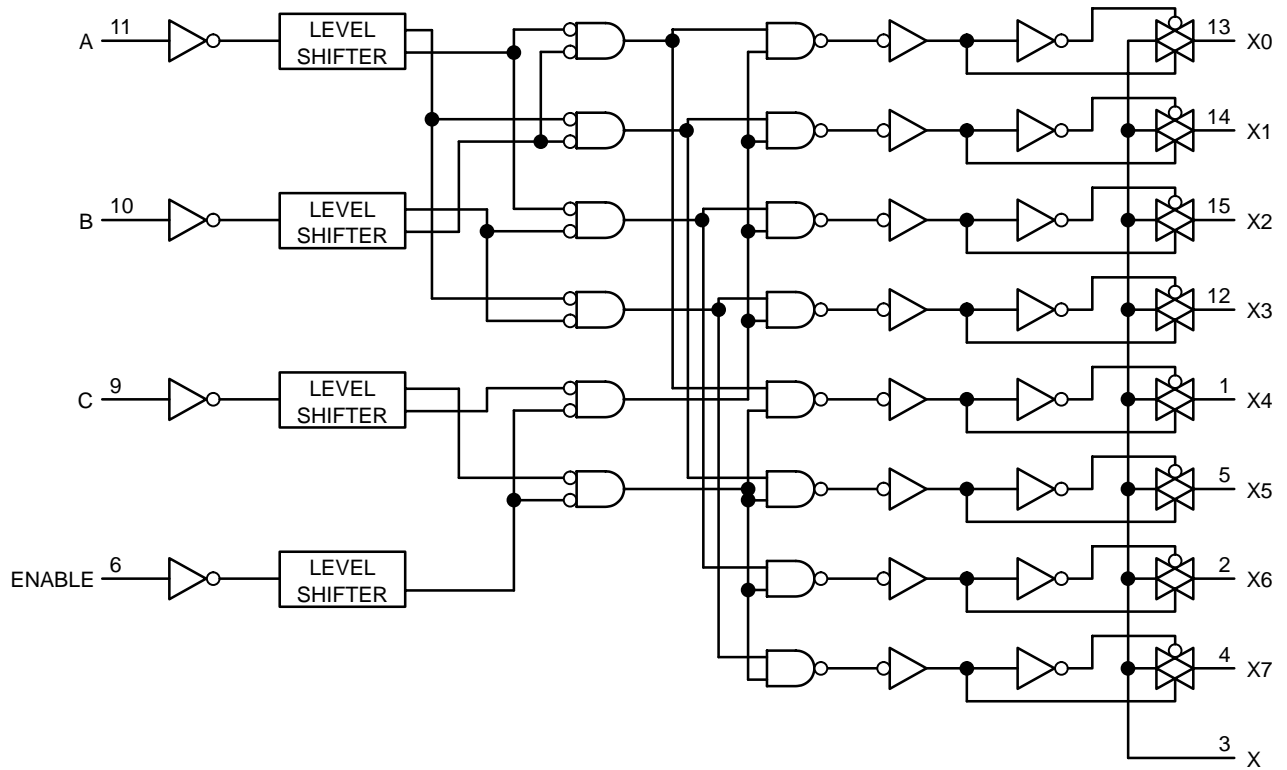 A 11 LEVEL SHIFTER 13 X0
14 X1
B 10 LEVEL SHIFTER 15 X2
12 X3
C 9 LEVEL SHIFTER 1 X4
5 X5
ENABLE 6 LEVEL SHIFTER 2 X6
4 X7
3 X